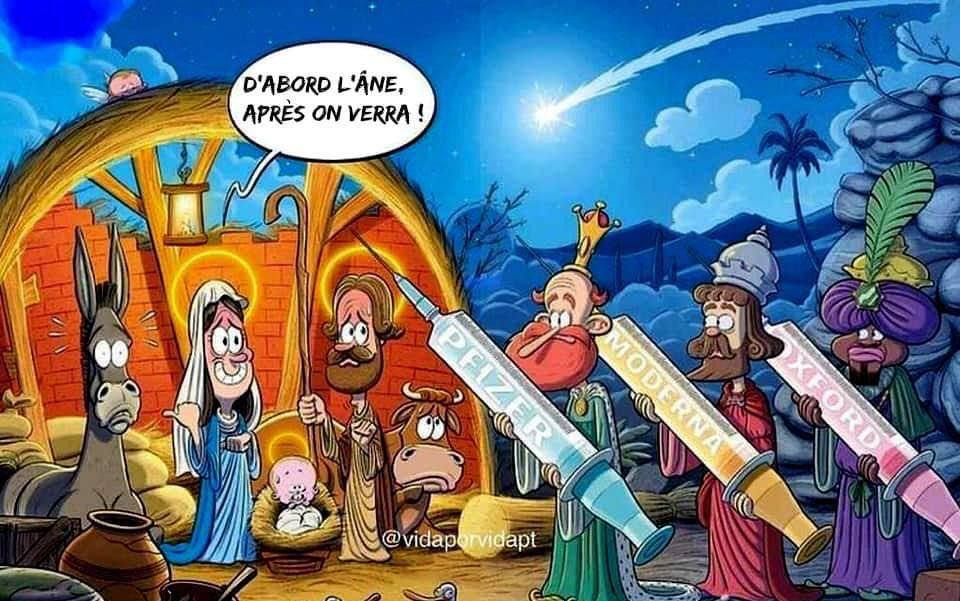 D'ABORD L'ÂNE,
APRÈS ON VERRA !
PFIZER
MODERNA
OXFORD
@vidaporvidapt